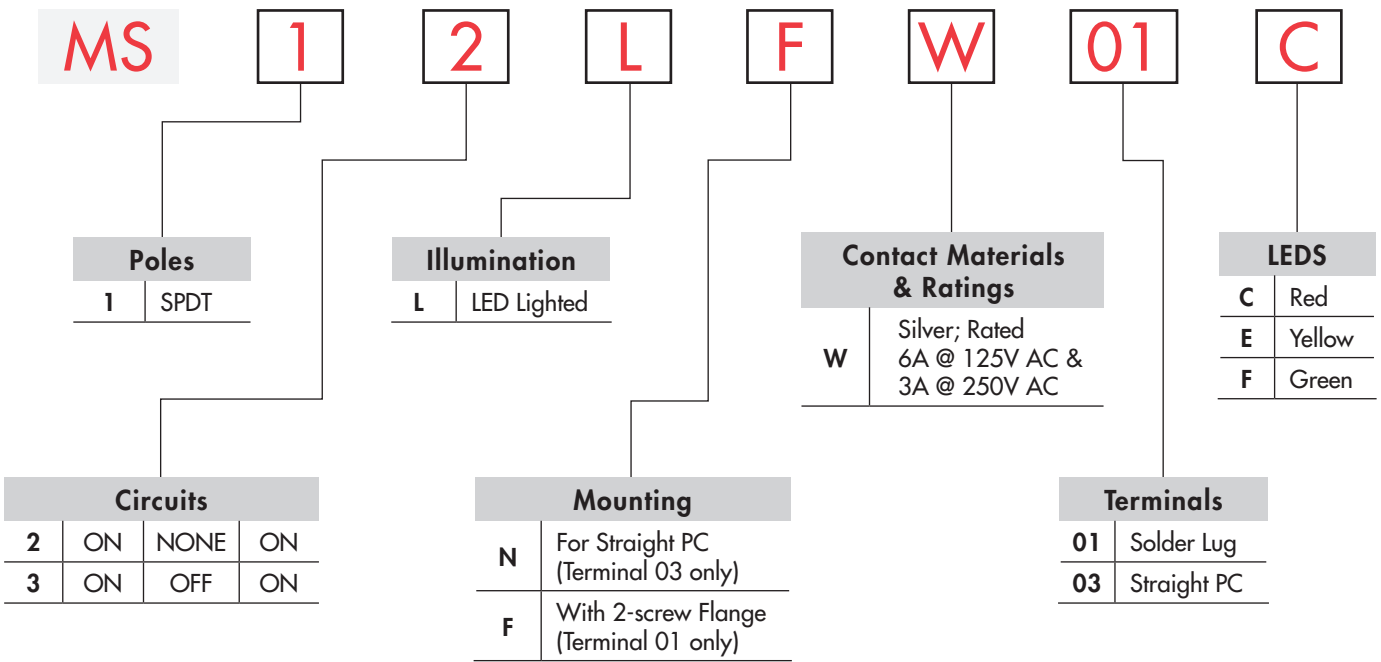 MS 1 2 L F W 01 C
Poles
1 SPDT
Illumination
L LED Lighted
Contact Materials
& Ratings
W Silver; Rated
6A @ 125V AC &
3A @ 250V AC
LEDS
C Red
E Yellow
F Green
Circuits
2 ON NONE ON
3 ON OFF ON
Mounting
N For Straight PC
(Terminal 03 only)
F With 2-screw Flange
(Terminal 01 only)
Terminals
01 Solder Lug
03 Straight PC